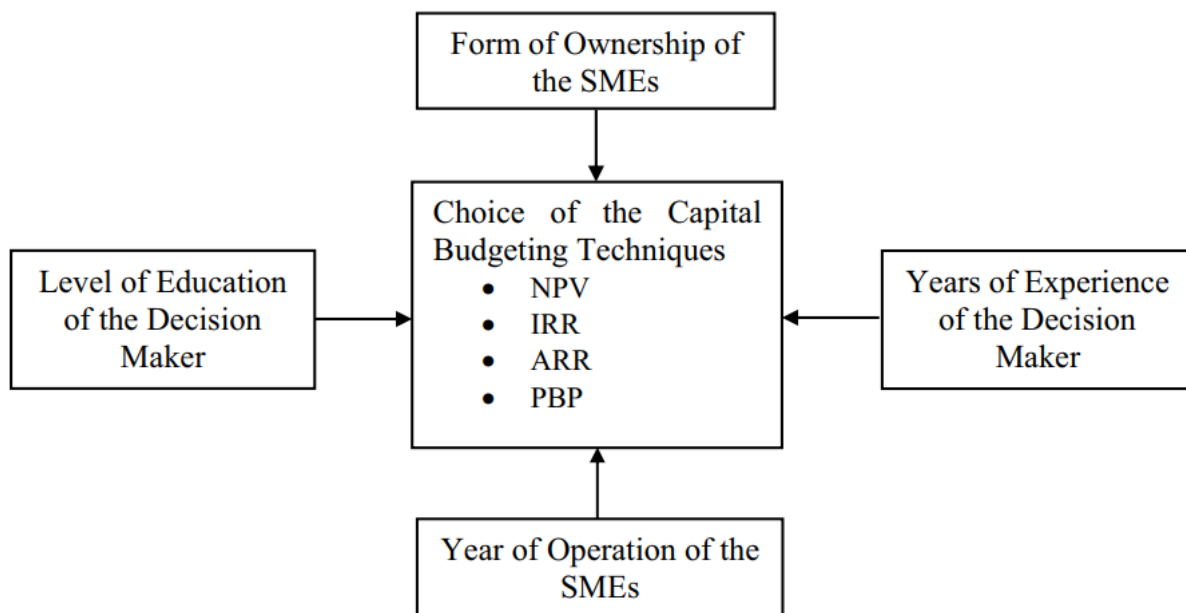 Form of Ownership of
the SMEs
Choice of the Capital
Budgeting Techniques
• NPV
• IRR
• ARR
• PBP
Level of Education
of the Decision
Maker
Years of Experience
of the Decision
Maker
Year of Operation of the
SMEs